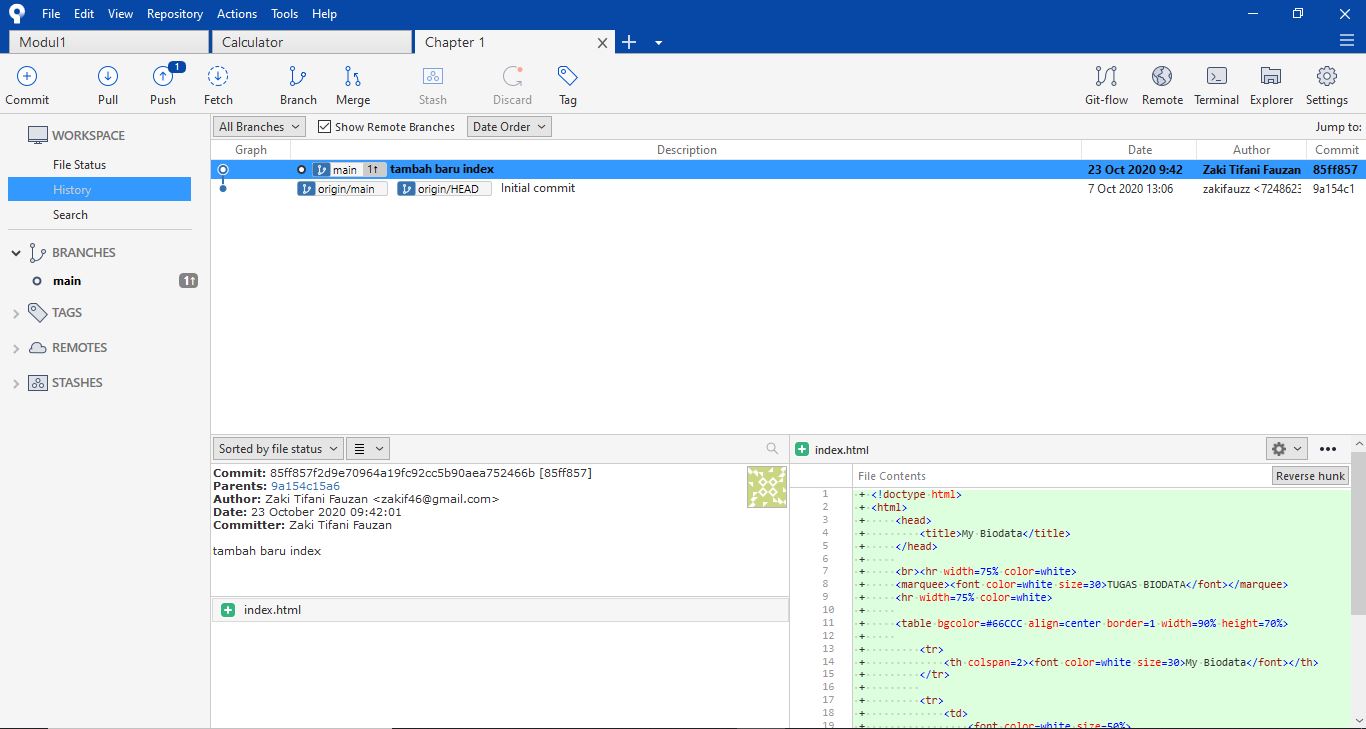 File Edit View Repository Actions Tools Help
Modul1 Calculator Chapter 1
1
Commit Pull Push Fetch Branch Merge Stash Discard Tag Git-flow Remote Terminal Explorer Settings
WORKSPACE
File Status
History
Search
BRANCHES
main 1↑
TAGS
REMOTES
STASHES
All Branches Show Remote Branches Date Order Jump to:
Graph Description Date Author Commit
main 1↑ tambah baru index 23 Oct 2020 9:42 Zaki Tifani Fauzan 85ff857
origin/main origin/HEAD Initial commit 7 Oct 2020 13:06 zakifauzz <7248623 9a154c1
Sorted by file status
Commit: 85ff857f2d9e70964a19fc92cc5b90aea752466b [85ff857]
Parents: 9a154c15a6
Author: Zaki Tifani Fauzan <zakif46@gmail.com>
Date: 23 October 2020 09:42:01
Committer: Zaki Tifani Fauzan
tambah baru index
index.html
index.html
File Contents Reverse hunk
1 + <!doctype html>
2 + <html>
3 + <head>
4 + <title>My Biodata</title>
5 + </head>
6 +
7 + <br><hr width=75% color=white>
8 + <marquee><font color=white size=30>TUGAS BIODATA</font></marquee>
9 + <hr width=75% color=white>
10 +
11 + <table bgcolor=#66CCC align=center border=1 width=90% height=70%>
12 +
13 + <tr>
14 + <th colspan=2><font color=white size=30>My Biodata</font></th>
15 + </tr>
16 +
17 + <tr>
18 + <td>
19 + <font color=white size=50%>